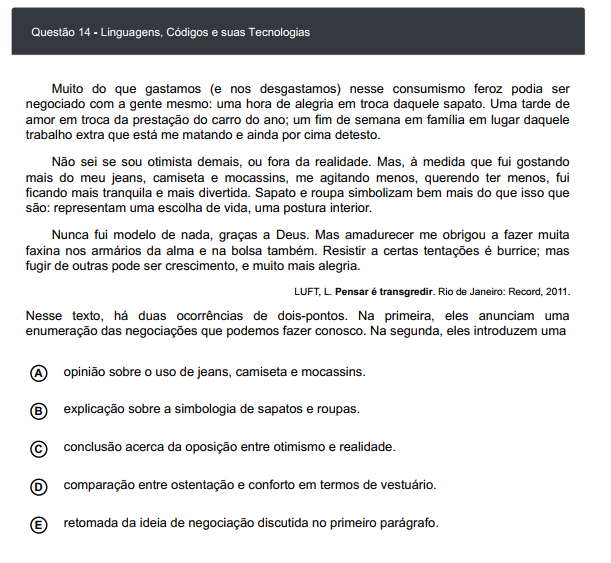 Questão 14 - Linguagens, Códigos e suas Tecnologias
Muito do que gastamos (e nos desgastamos) nesse consumismo feroz podia ser
negociado com a gente mesmo: uma hora de alegria em troca daquele sapato. Uma tarde de
amor em troca da prestação do carro do ano; um fim de semana em família em lugar daquele
trabalho extra que está me matando e ainda por cima detesto.
Não sei se sou otimista demais, ou fora da realidade. Mas, à medida que fui gostando
mais do meu jeans, camiseta e mocassins, me agitando menos, querendo ter menos, fui
ficando mais tranquila e mais divertida. Sapato e roupa simbolizam bem mais do que isso que
são: representam uma escolha de vida, uma postura interior.
Nunca fui modelo de nada, graças a Deus. Mas amadurecer me obrigou a fazer muita
faxina nos armários da alma e na bolsa também. Resistir a certas tentações é burrice; mas
fugir de outras pode ser crescimento, e muito mais alegria.
LUFT, L. Pensar é transgredir. Rio de Janeiro: Record, 2011.
Nesse texto, há duas ocorrências de dois-pontos. Na primeira, eles anunciam uma
enumeração das negociações que podemos fazer conosco. Na segunda, eles introduzem uma
A opinião sobre o uso de jeans, camiseta e mocassins.
B explicação sobre a simbologia de sapatos e roupas.
C conclusão acerca da oposição entre otimismo e realidade.
D comparação entre ostentação e conforto em termos de vestuário.
E retomada da ideia de negociação discutida no primeiro parágrafo.